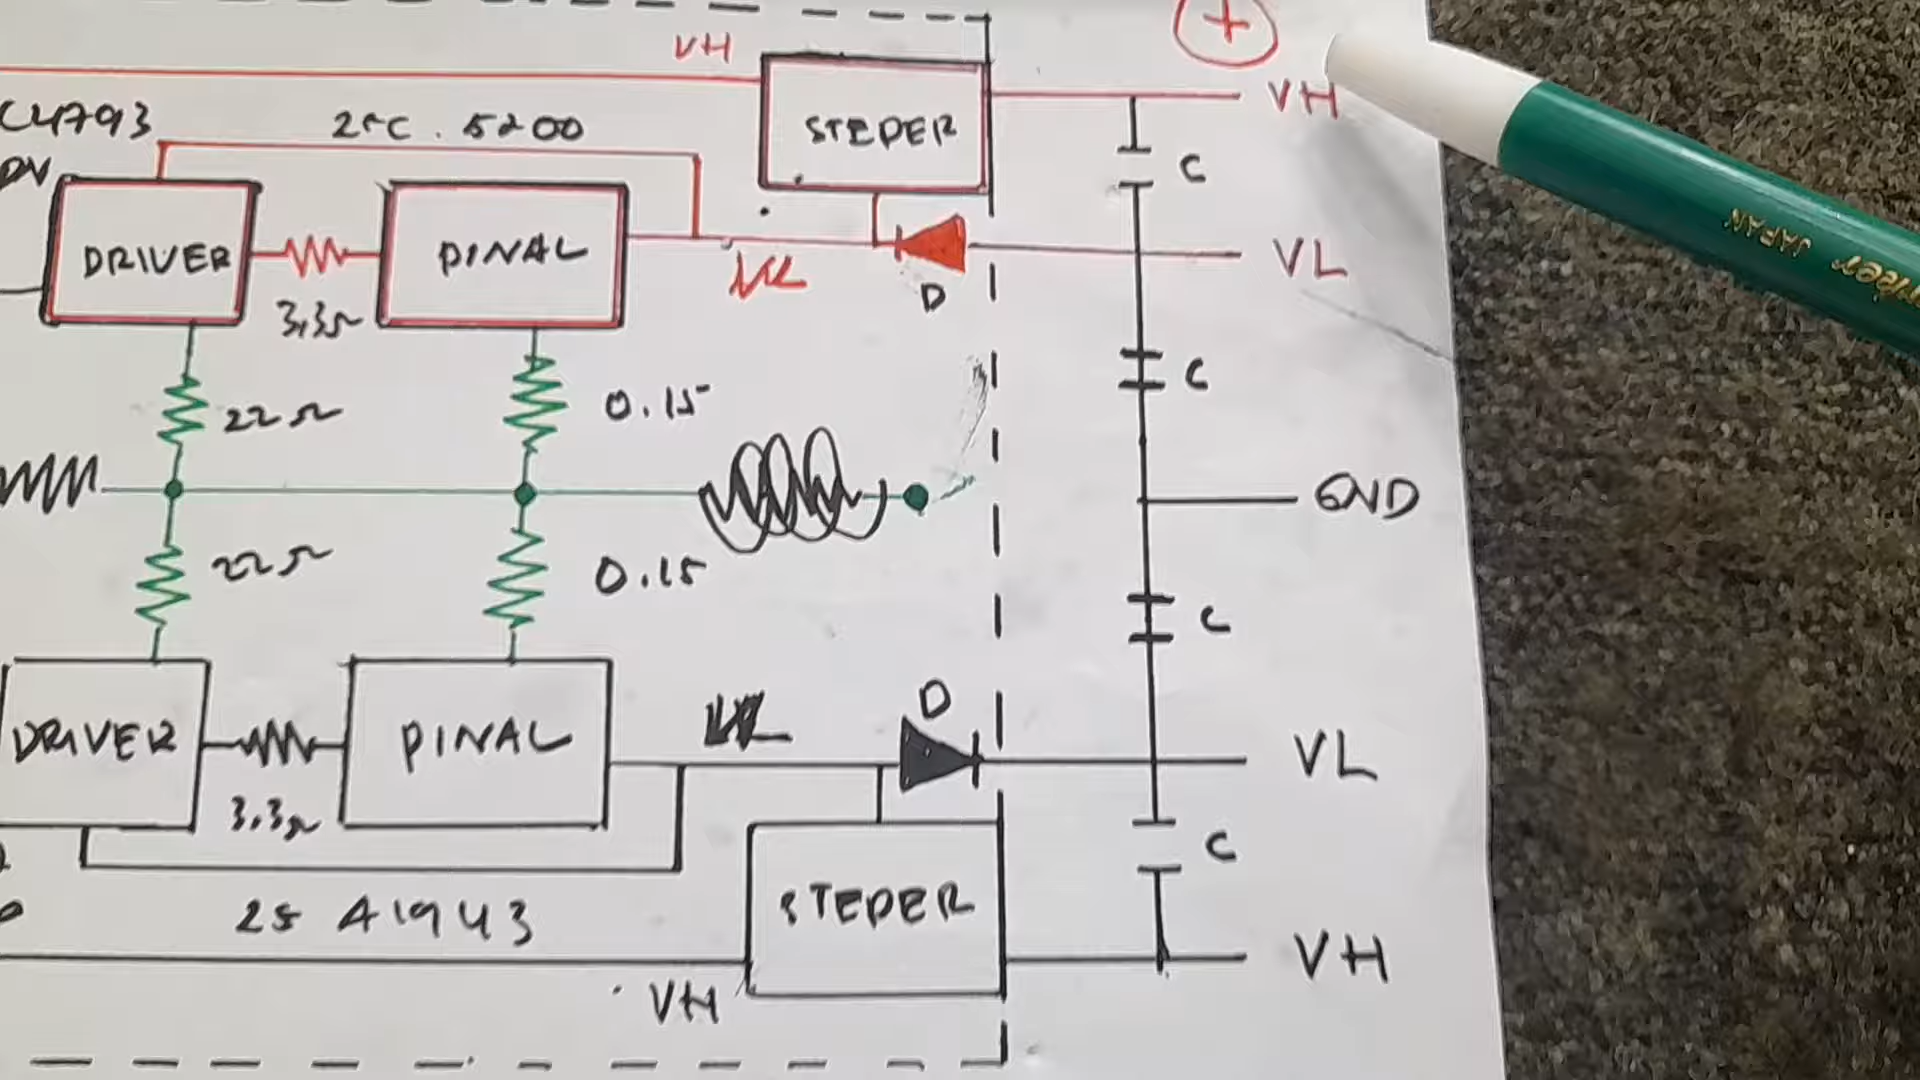 VH
+
VH
C4793
2SC. 5200
STEPER
C
DRIVER
PINAL
VL
VL
3,3Ω
D
22Ω
0.15
C
GND
22Ω
0.15
C
D
VL
DRIVER
PINAL
VL
3.3Ω
C
2S A1943
STEPER
VH
VH
JAPAN